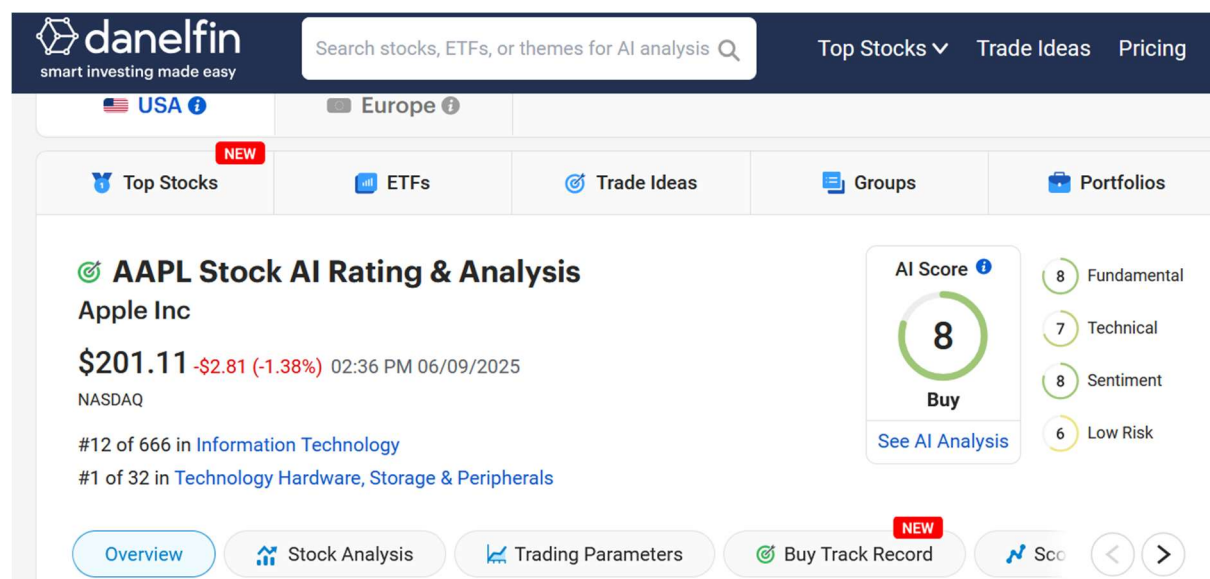 danelfin
smart investing made easy
Search stocks, ETFs, or themes for AI analysis
Top Stocks Trade Ideas Pricing
USA Europe
NEW
Top Stocks ETFs Trade Ideas Groups Portfolios
AAPL Stock AI Rating & Analysis
Apple Inc
$201.11 -$2.81 (-1.38%) 02:36 PM 06/09/2025
NASDAQ
#12 of 666 in Information Technology
#1 of 32 in Technology Hardware, Storage & Peripherals
AI Score
8
Buy
See AI Analysis
8 Fundamental
7 Technical
8 Sentiment
6 Low Risk
NEW
Overview Stock Analysis Trading Parameters Buy Track Record Sco